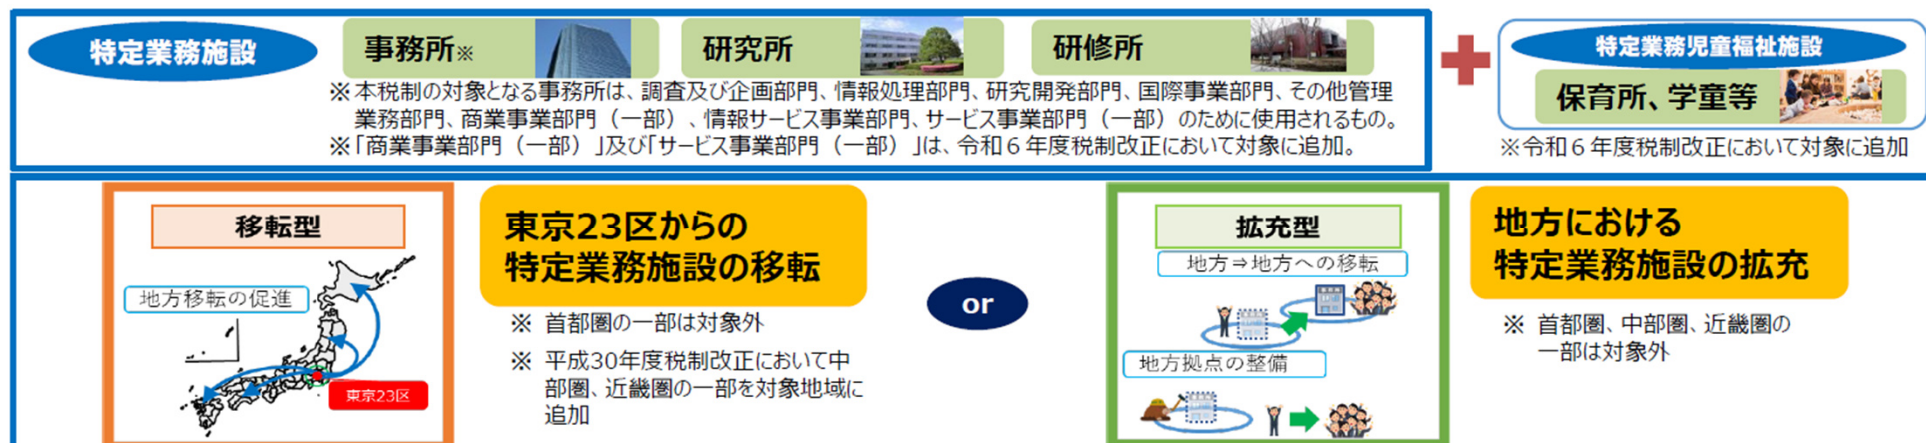 特定業務施設
事務所※
研究所
研修所
※本税制の対象となる事務所は、調査及び企画部門、情報処理部門、研究開発部門、国際事業部門、その他管理
業務部門、商業事業部門（一部）、情報サービス事業部門、サービス事業部門（一部）のために使用されるもの。
※「商業事業部門（一部）」及び「サービス事業部門（一部）」は、令和６年度税制改正において対象に追加。
特定業務児童福祉施設
保育所、学童等
※令和６年度税制改正において対象に追加
移転型
地方移転の促進
東京23区
東京23区からの
特定業務施設の移転
※ 首都圏の一部は対象外
※ 平成30年度税制改正において中
部圏、近畿圏の一部を対象地域に
追加
or
拡充型
地方⇒地方への移転
地方拠点の整備
地方における
特定業務施設の拡充
※ 首都圏、中部圏、近畿圏の
一部は対象外